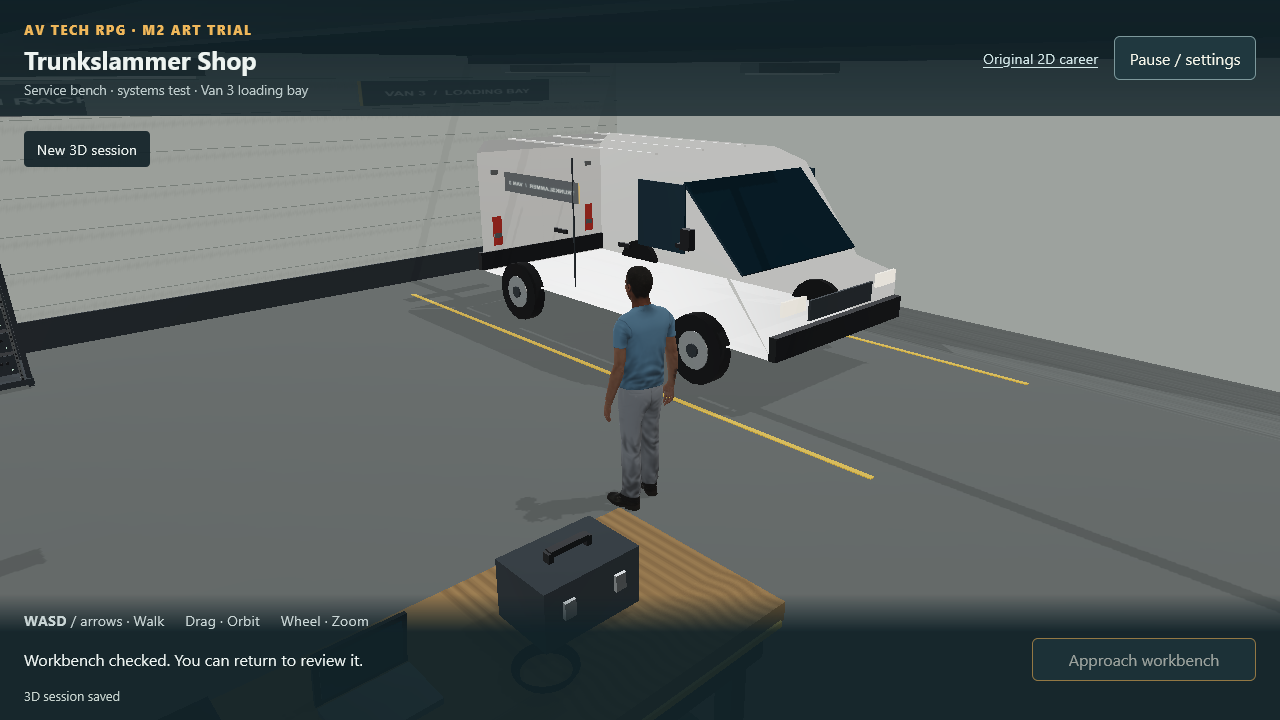 AV TECH RPG · M2 ART TRIAL
Trunkslammer Shop
Service bench · systems test · Van 3 loading bay
Original 2D career
Pause / settings
VAN 3 / LOADING BAY
New 3D session
WASD / arrows · Walk
Drag · Orbit
Wheel · Zoom
Workbench checked. You can return to review it.
3D session saved
Approach workbench